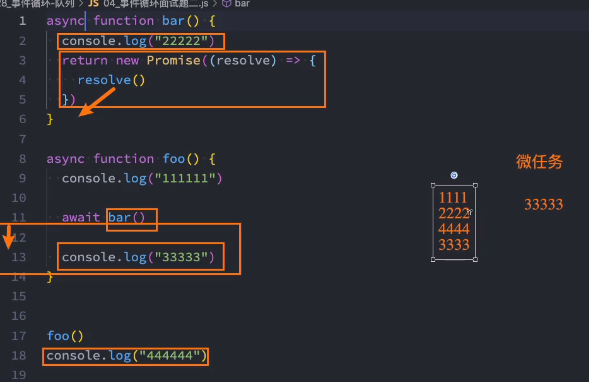 28_事件循环-队列 > JS 04_事件循环面试题二.js > bar
1 async function bar() {
2 console.log("22222")
3 return new Promise((resolve) => {
4 resolve()
5 })
6 }
7
8 async function foo() {
9 console.log("111111")
10
11 await bar()
12
13 console.log("33333")
14 }
15
16
17 foo()
18 console.log("444444")
19
微任务
33333
1111
2222
4444
3333